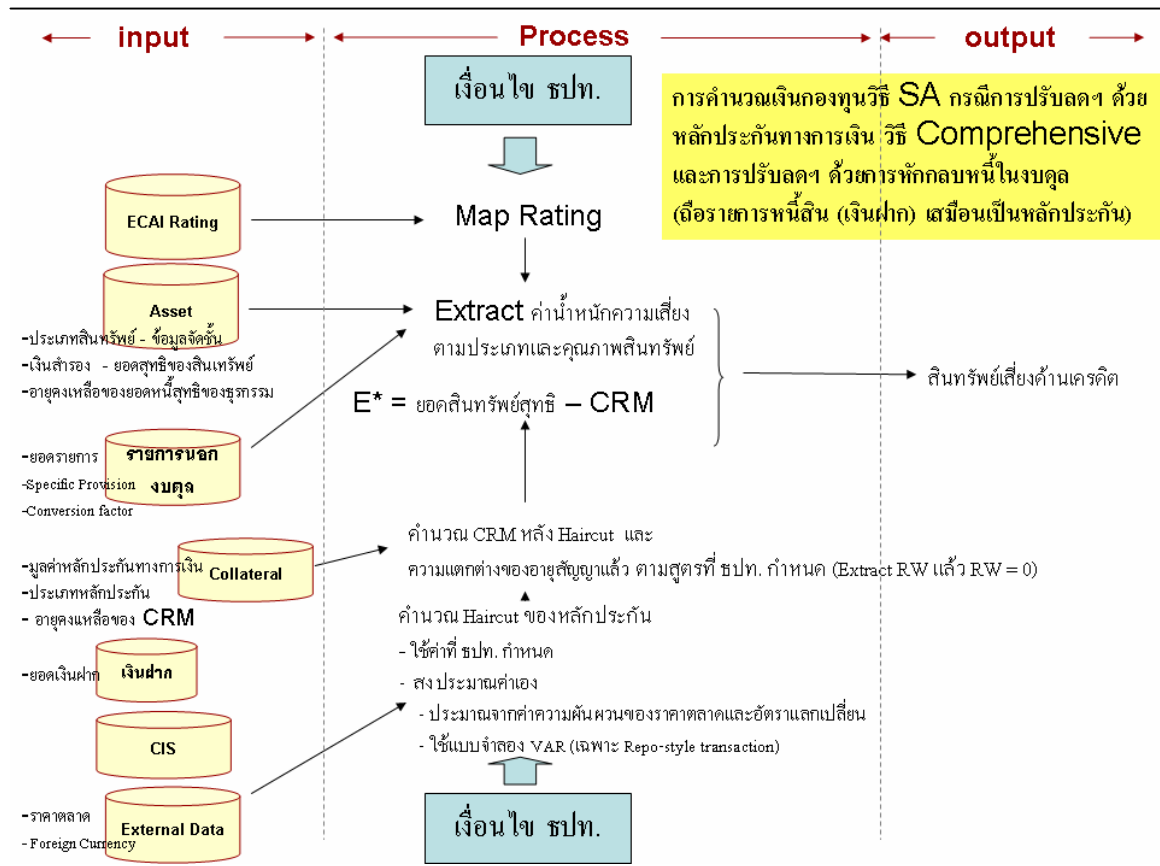 input
Process
output
เงื่อนไข ธปท.
การคำนวณเงินกองทุนวิธี SA กรณีการปรับลดฯ ด้วย
หลักประกันทางการเงิน วิธี Comprehensive
และการปรับลดฯ ด้วยการหักกลบหนี้ในงบดุล
(ถือรายการหนี้สิน (เงินฝาก) เสมือนเป็นหลักประกัน)
ECAI Rating
Map Rating
Asset
-ประเภทสินทรัพย์ - ข้อมูลจัดชั้น
-เงินสำรอง - ยอดสุทธิของสินเทรัพย์
-อายุคงเหลือของยอดหนี้สุทธิของธุรกรรม
Extract ค่าน้ำหนักความเสี่ยง
ตามประเภทและคุณภาพสินทรัพย์
สินทรัพย์เสี่ยงด้านเครดิต
E* = ยอดสินทรัพย์สุทธิ – CRM
รายการนอก
งบดุล
-ยอดรายการ
-Specific Provision
-Conversion factor
คำนวณ CRM หลัง Haircut และ
ความแตกต่างของอายุสัญญาแล้ว ตามสูตรที่ ธปท. กำหนด (Extract RW แล้ว RW = 0)
Collateral
-มูลค่าหลักประกันทางการเงิน
-ประเภทหลักประกัน
- อายุคงแหลือของ CRM
คำนวณ Haircut ของหลักประกัน
- ใช้ค่าที่ ธปท. กำหนด
- สง ประมาณค่าเอง
- ประมาณจากค่าความผันผวนของราคาตลาดและอัตราแลกเปลี่ยน
- ใช้แบบจำลอง VAR (เฉพาะ Repo-style transaction)
-ยอดเงินฝาก
เงินฝาก
CIS
External Data
-ราคาตลาด
- Foreign Currency
เงื่อนไข ธปท.